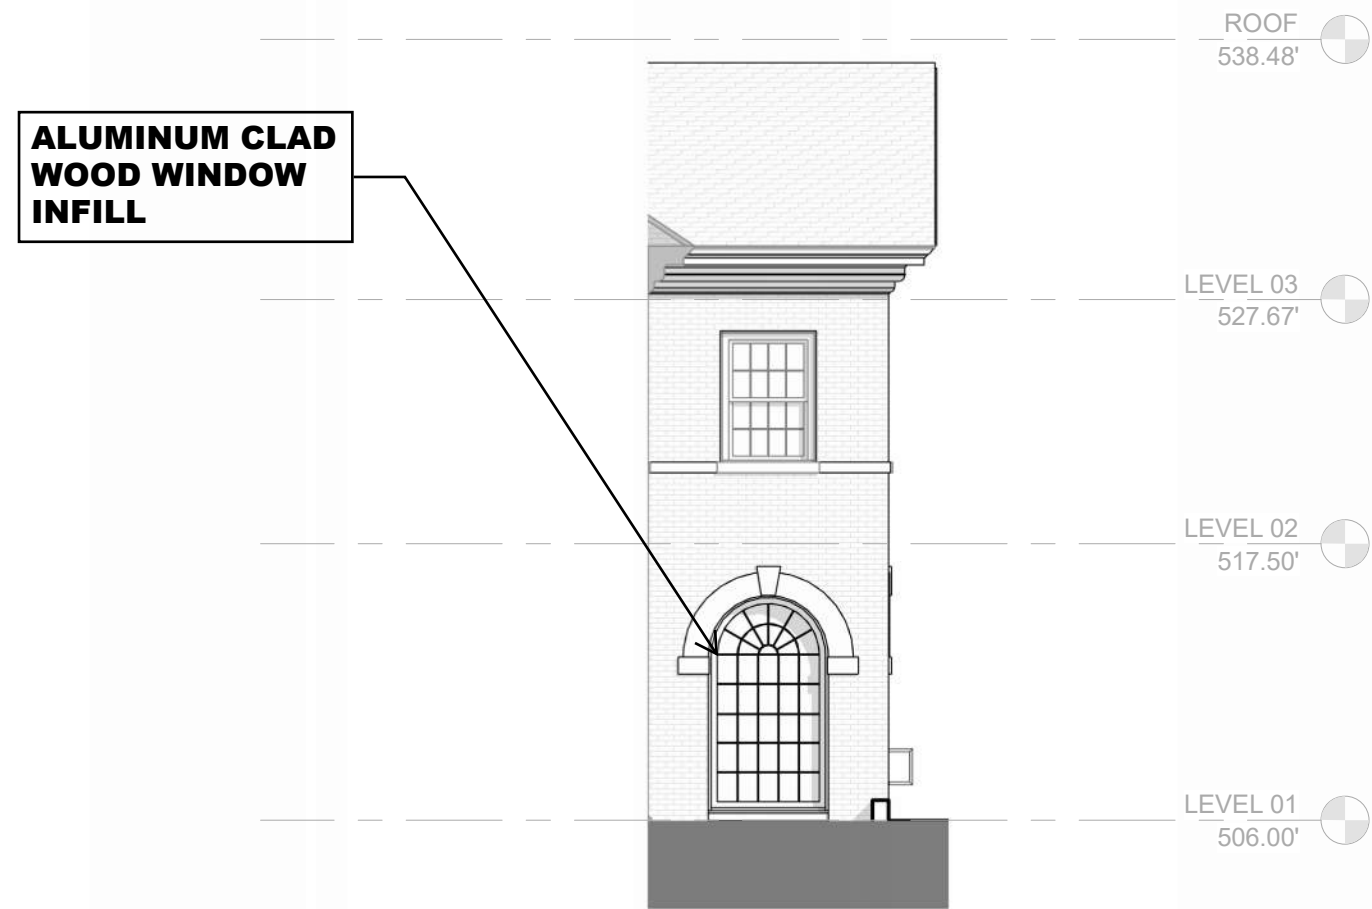 ROOF
538.48'
ALUMINUM CLAD
WOOD WINDOW
INFILL
LEVEL 03
527.67'
LEVEL 02
517.50'
LEVEL 01
506.00'